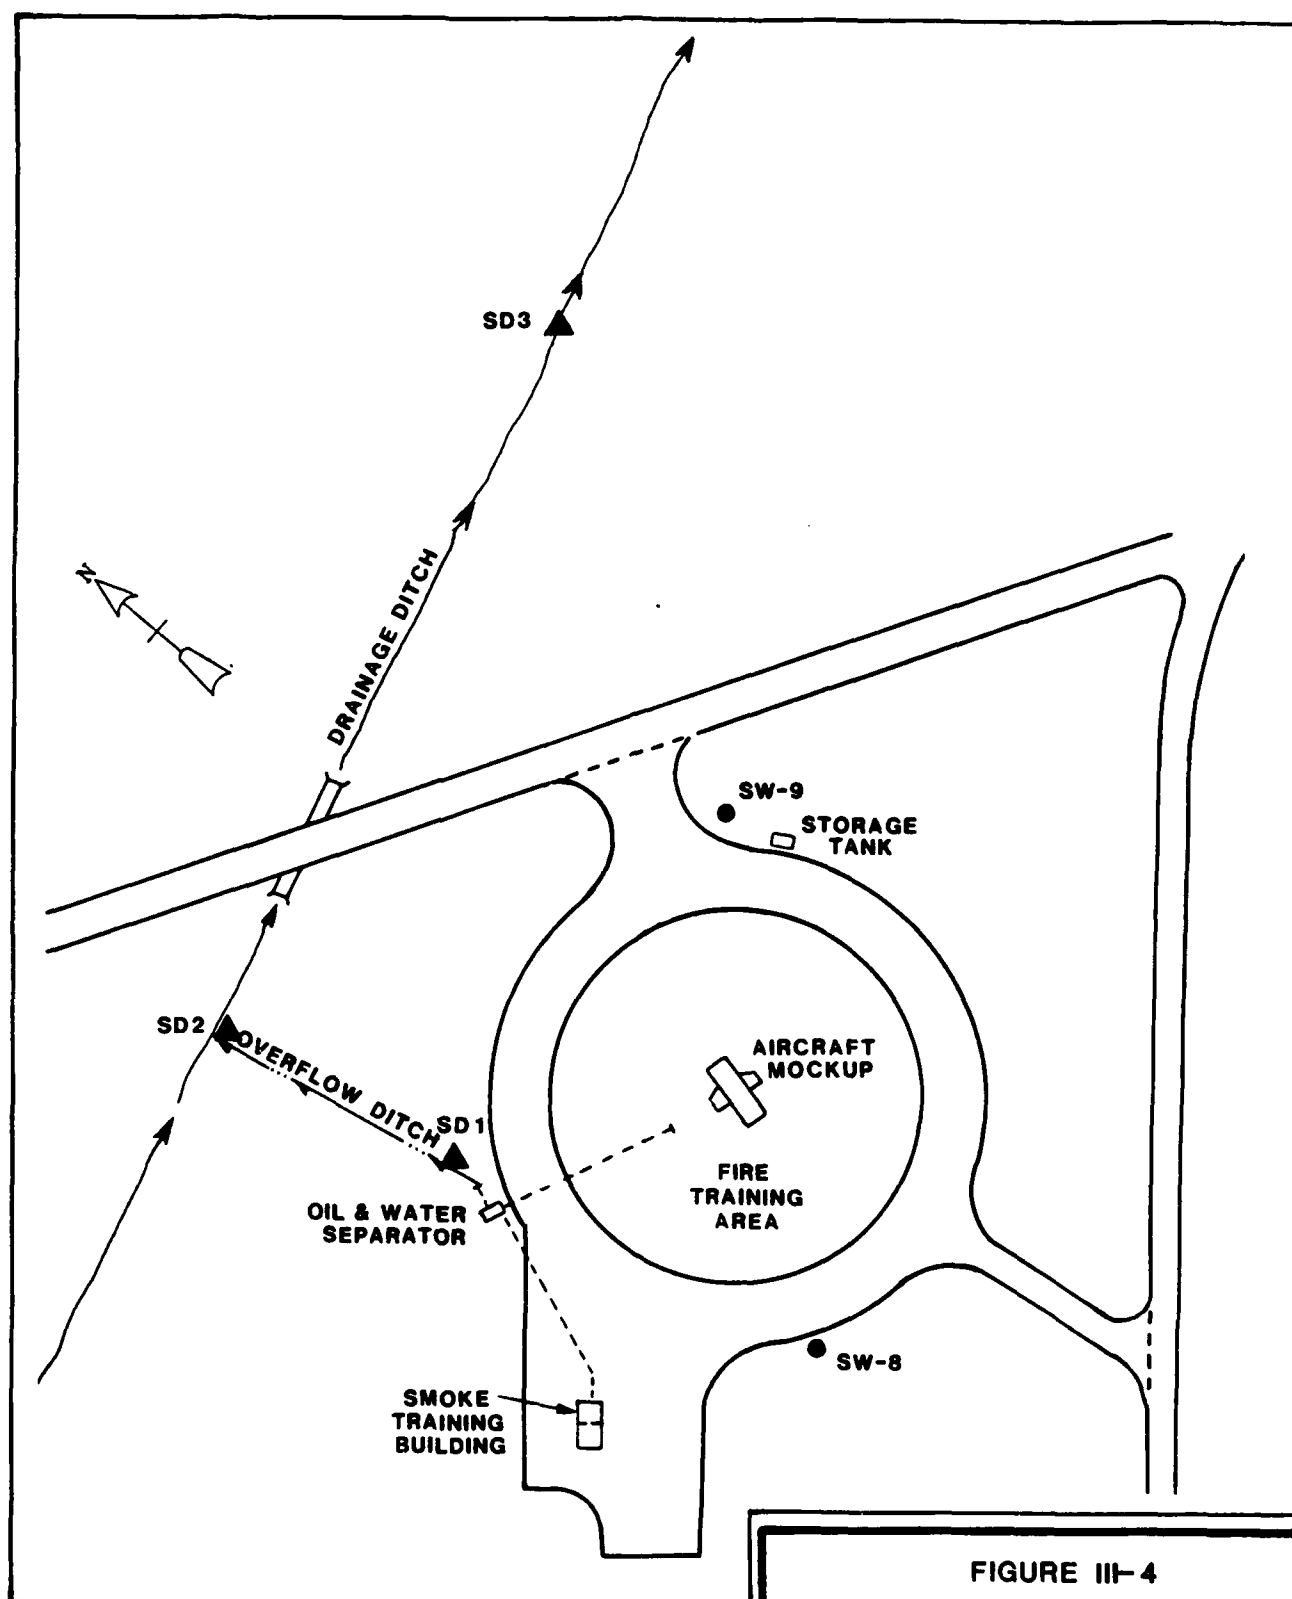 SD3
N
DRAINAGE DITCH
SW-9
STORAGE
TANK
SD2
OVERFLOW DITCH
SD1
AIRCRAFT
MOCKUP
FIRE
TRAINING
AREA
OIL & WATER
SEPARATOR
SW-8
SMOKE
TRAINING
BUILDING
FIGURE III-4